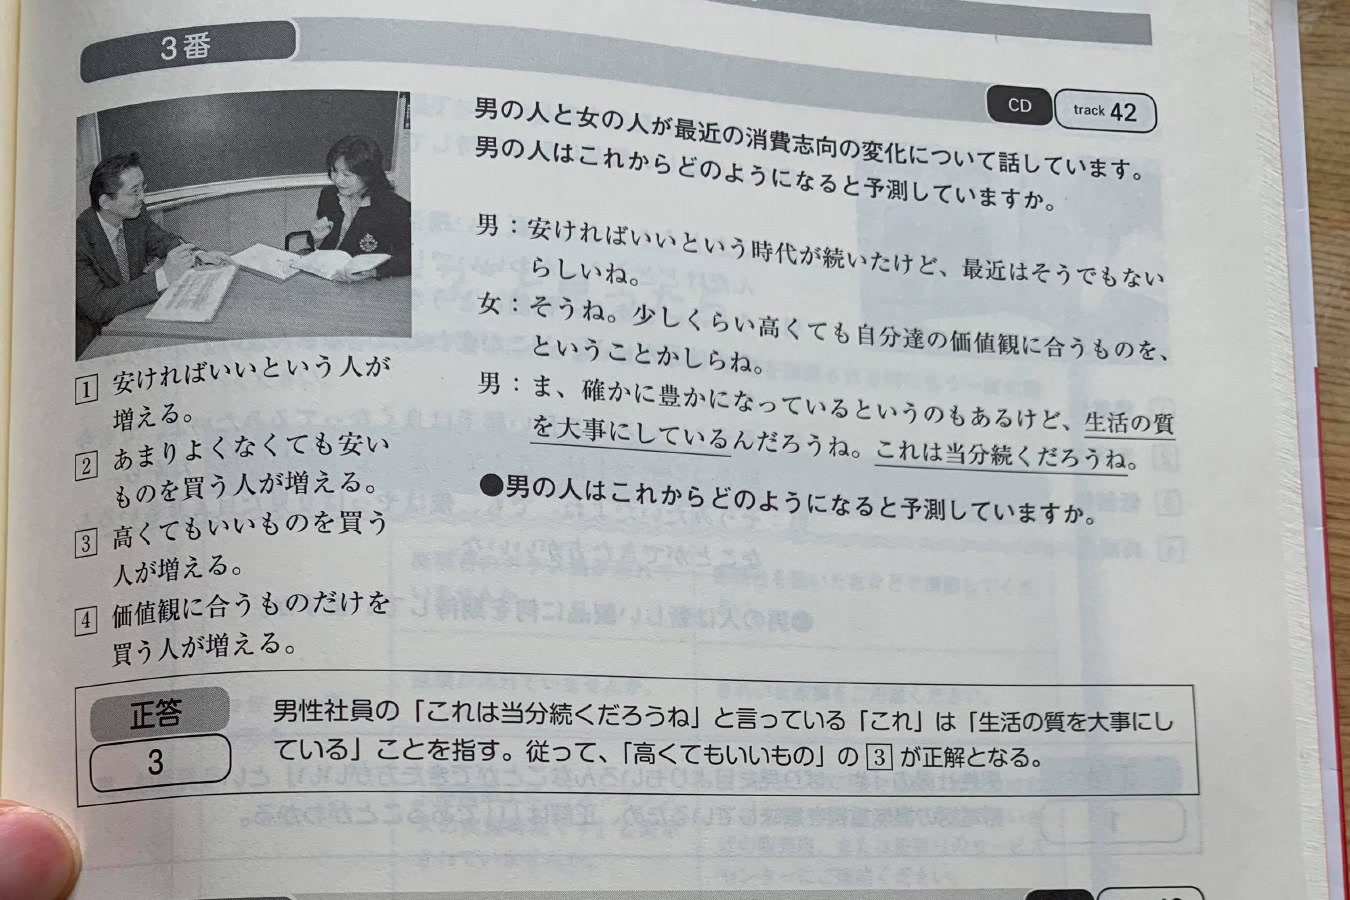 3番
CD track 42
男の人と女の人が最近の消費志向の変化について話しています。
男の人はこれからどのようになると予測していますか。
男：安ければいいという時代が続いたけど、最近はそうでもない
らしいね。
女：そうね。少しくらい高くても自分達の価値観に合うものを、
ということかしらね。
男：ま、確かに豊かになっているというのもあるけど、生活の質
を大事にしているんだろうね。これは当分続くだろうね。
●男の人はこれからどのようになると予測していますか。
1 安ければいいという人が
増える。
2 あまりよくなくても安い
ものを買う人が増える。
3 高くてもいいものを買う
人が増える。
4 価値観に合うものだけを
買う人が増える。
正答
3
男性社員の「これは当分続くだろうね」と言っている「これ」は「生活の質を大事にし
ている」ことを指す。従って、「高くてもいいもの」の 3 が正解となる。